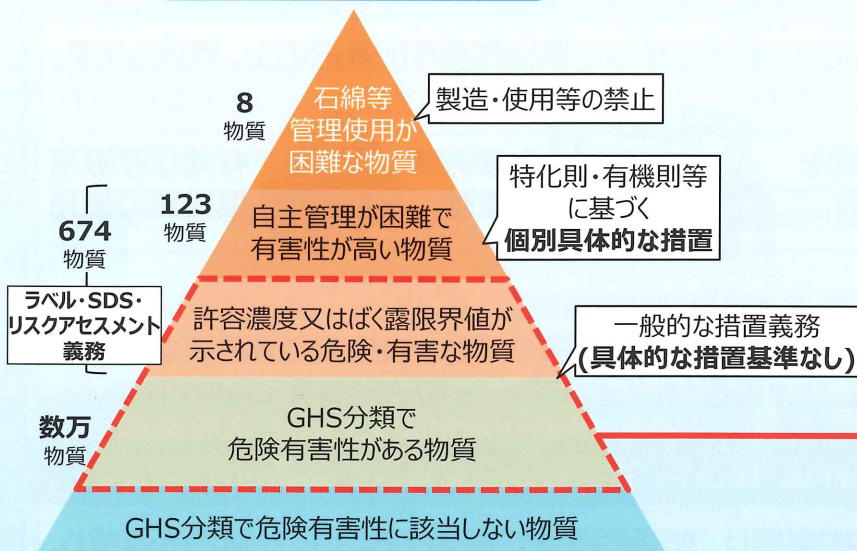 8
物質
石綿等
管理使用が
困難な物質
製造・使用等の禁止
674
物質
123
物質
自主管理が困難で
有害性が高い物質
特化則・有機則等
に基づく
個別具体的な措置
ラベル・SDS・
リスクアセスメント
義務
許容濃度又はばく露限界値が
示されている危険・有害な物質
一般的な措置義務
(具体的な措置基準なし)
数万
物質
GHS分類で
危険有害性がある物質
GHS分類で危険有害性に該当しない物質